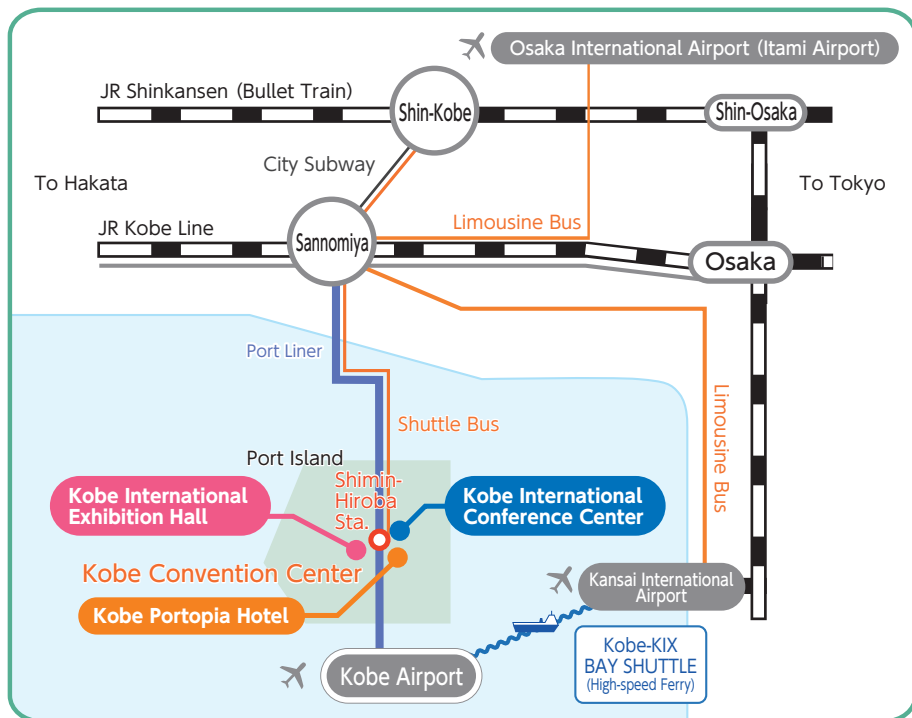 Osaka International Airport (Itami Airport)
JR Shinkansen (Bullet Train)
Shin-Kobe
Shin-Osaka
City Subway
To Hakata
To Tokyo
JR Kobe Line
Sannomiya
Limousine Bus
Osaka
Port Liner
Shuttle Bus
Limousine Bus
Port Island
Shimin-
Hiroba
Sta.
Kobe International
Exhibition Hall
Kobe International
Conference Center
Kobe Convention Center
Kobe Portopia Hotel
Kansai International
Airport
Kobe Airport
Kobe-KIX
BAY SHUTTLE
(High-speed Ferry)